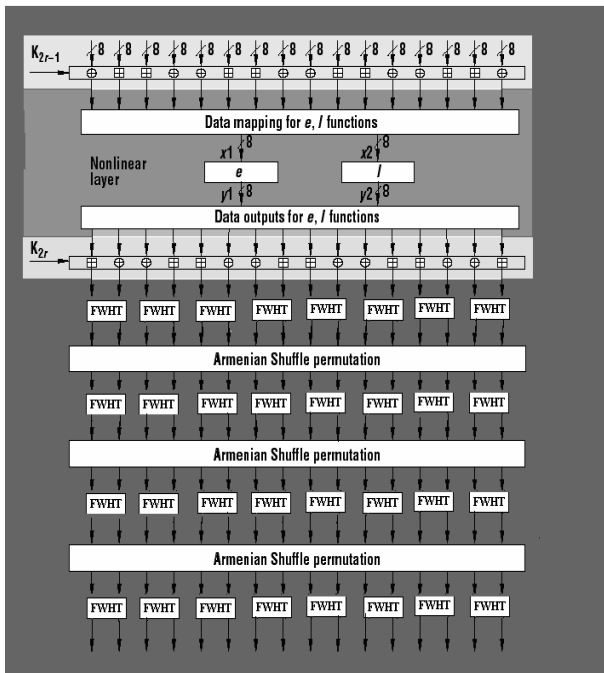 8 8 8 8 8 8 8 8 8 8 8 8 8 8 8 8
K2r–1
Data mapping for e, l functions
x1 8 x2 8
Nonlinear
layer
e l
y1 8 y2 8
Data outputs for e, l functions
K2r
FWHT FWHT FWHT FWHT FWHT FWHT FWHT FWHT
Armenian Shuffle permutation
FWHT FWHT FWHT FWHT FWHT FWHT FWHT FWHT
Armenian Shuffle permutation
FWHT FWHT FWHT FWHT FWHT FWHT FWHT FWHT
Armenian Shuffle permutation
FWHT FWHT FWHT FWHT FWHT FWHT FWHT FWHT